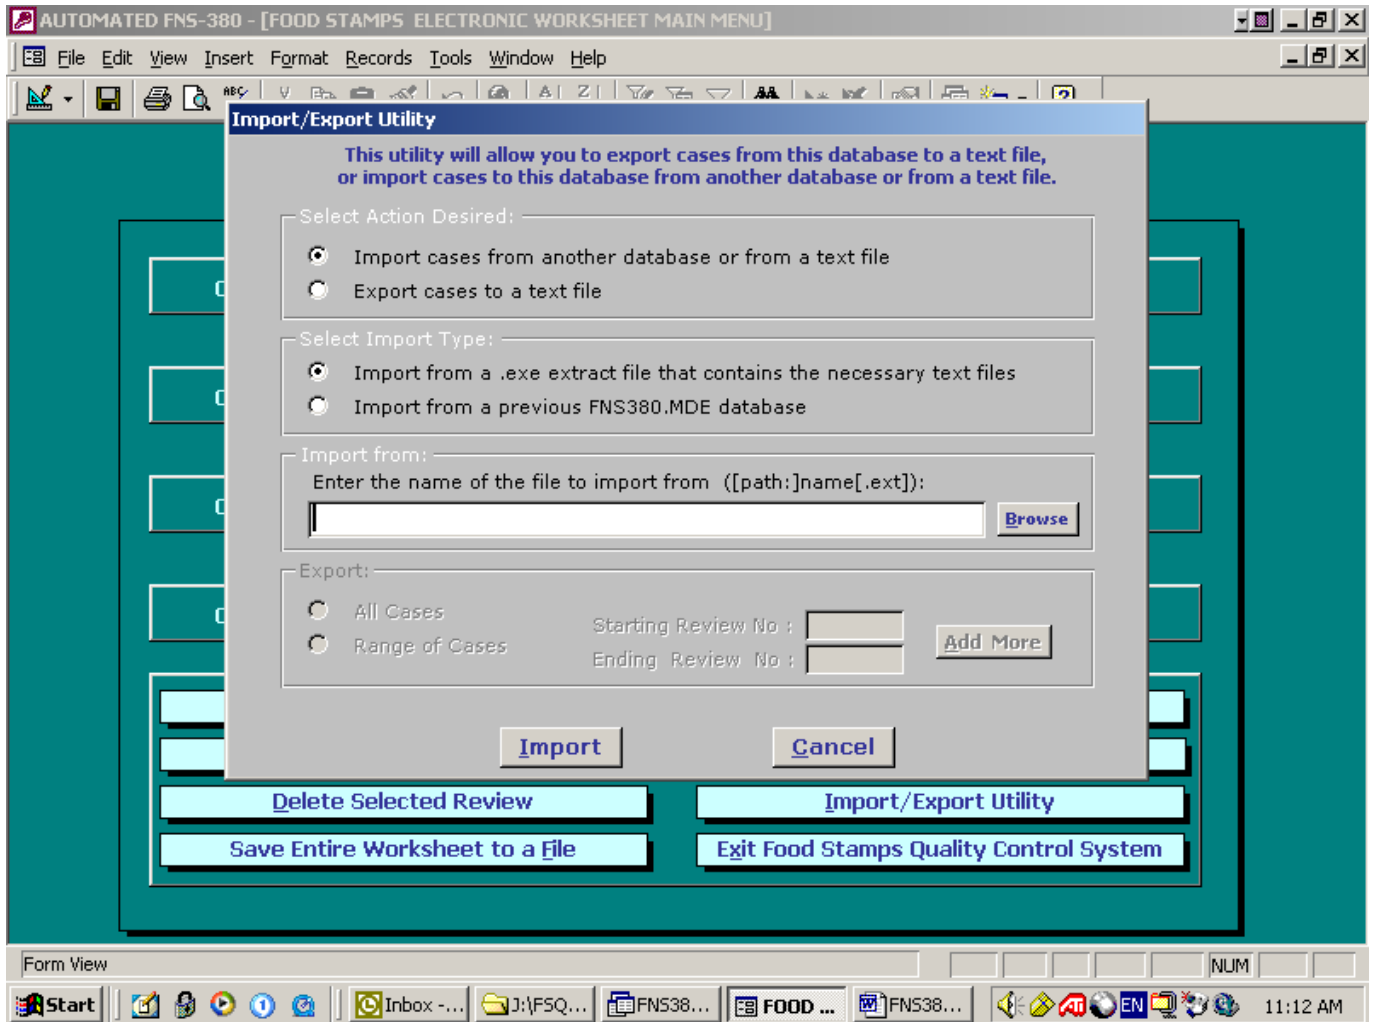 AUTOMATED FNS-380 - [FOOD STAMPS ELECTRONIC WORKSHEET MAIN MENU]
File Edit View Insert Format Records Tools Window Help
Import/Export Utility
This utility will allow you to export cases from this database to a text file,
or import cases to this database from another database or from a text file.
Select Action Desired:
Import cases from another database or from a text file
Export cases to a text file
Select Import Type:
Import from a .exe extract file that contains the necessary text files
Import from a previous FNS380.MDE database
Import from:
Enter the name of the file to import from ([path:]name[.ext]):
Browse
Export:
All Cases
Starting Review No :
Range of Cases
Ending Review No :
Add More
Import Cancel
Delete Selected Review Import/Export Utility
Save Entire Worksheet to a File Exit Food Stamps Quality Control System
Form View NUM
Start Inbox -... J:\FSQ... FNS38... FOOD ... FNS38... EN 11:12 AM